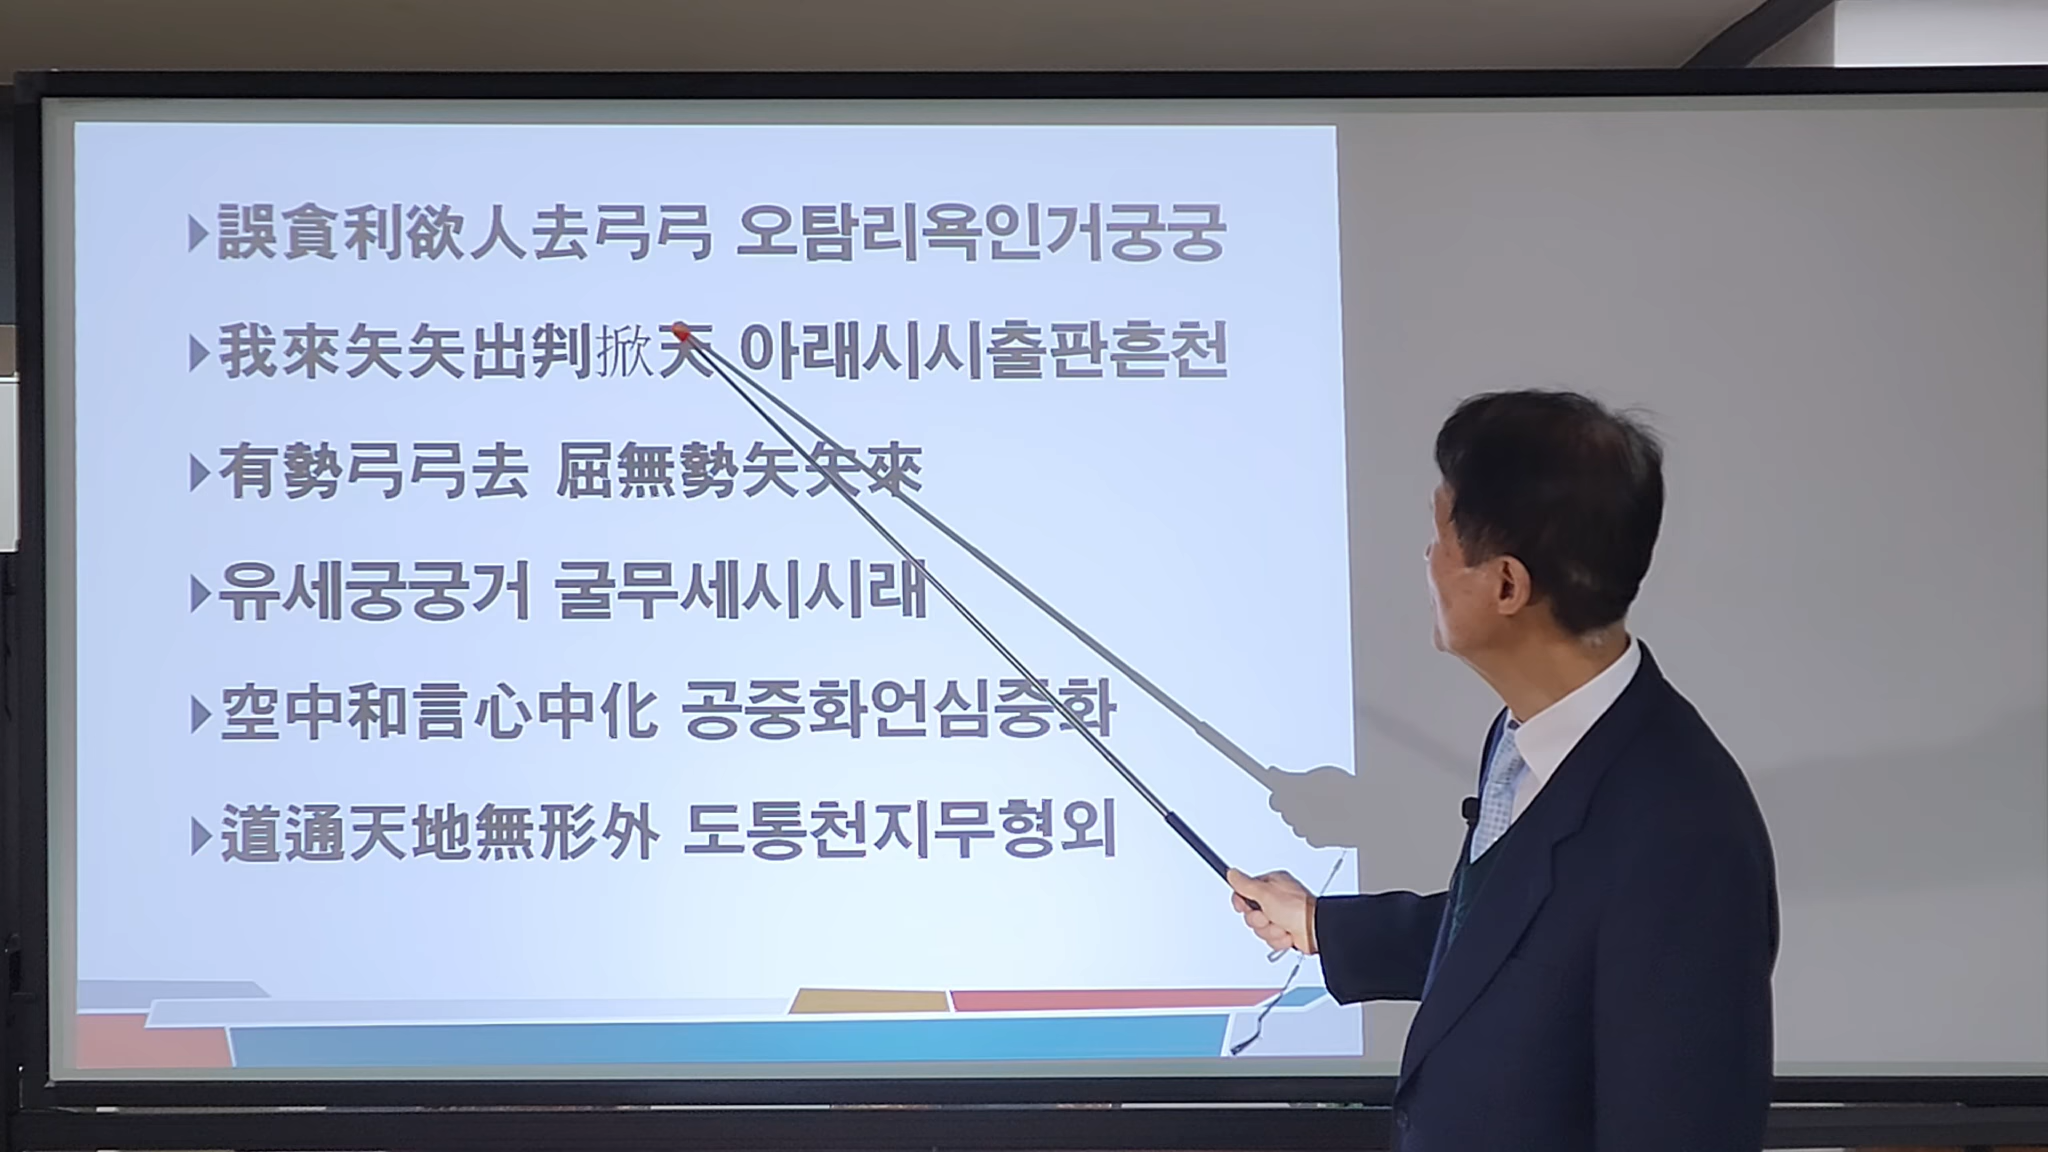 誤貪利欲人去弓弓 오탐리욕인거궁궁
我來矢矢出判掀天 아래시시출판흔천
有勢弓弓去 屈無勢矢矢來
유세궁궁거 굴무세시시래
空中和言心中化 공중화언심중화
道通天地無形外 도통천지무형외